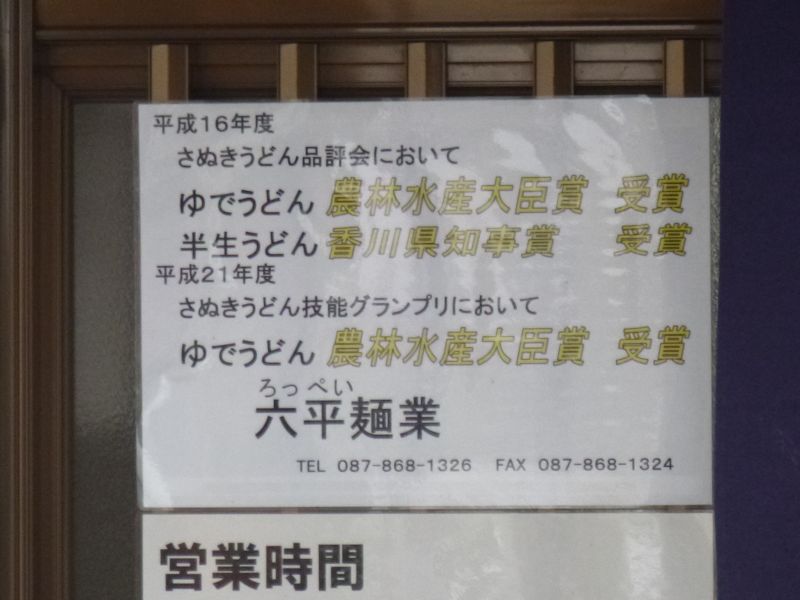 平成16年度
さぬきうどん品評会において
ゆでうどん 農林水産大臣賞 受賞
半生うどん 香川県知事賞 受賞
平成21年度
さぬきうどん技能グランプリにおいて
ゆでうどん 農林水産大臣賞 受賞
ろっぺい
六平麺業
TEL 087-868-1326 FAX 087-868-1324
営業時間